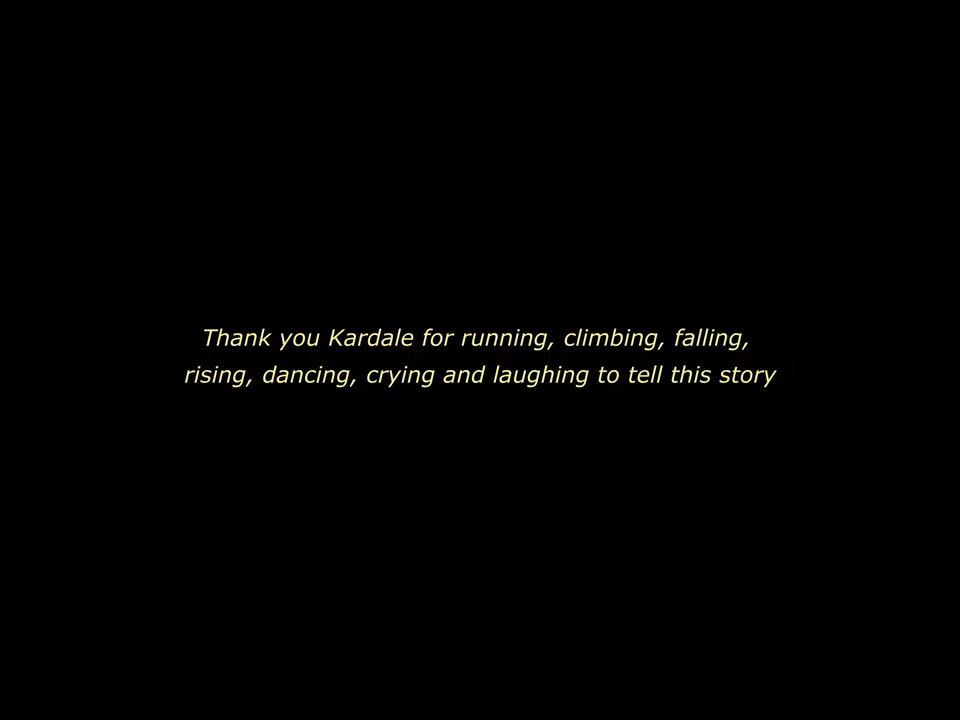 Thank you Kardale for running, climbing, falling,
rising, dancing, crying and laughing to tell this story